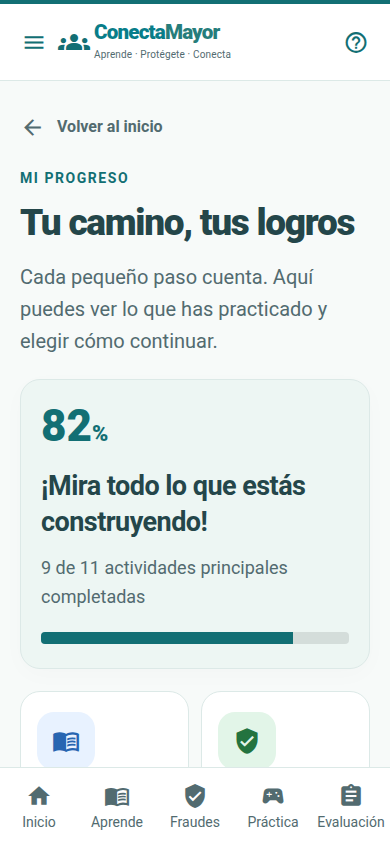 ConectaMayor
Aprende · Protégete · Conecta
Volver al inicio
MI PROGRESO
Tu camino, tus logros
Cada pequeño paso cuenta. Aquí
puedes ver lo que has practicado y
elegir cómo continuar.
82%
¡Mira todo lo que estás
construyendo!
9 de 11 actividades principales
completadas
Inicio
Aprende
Fraudes
Práctica
Evaluación